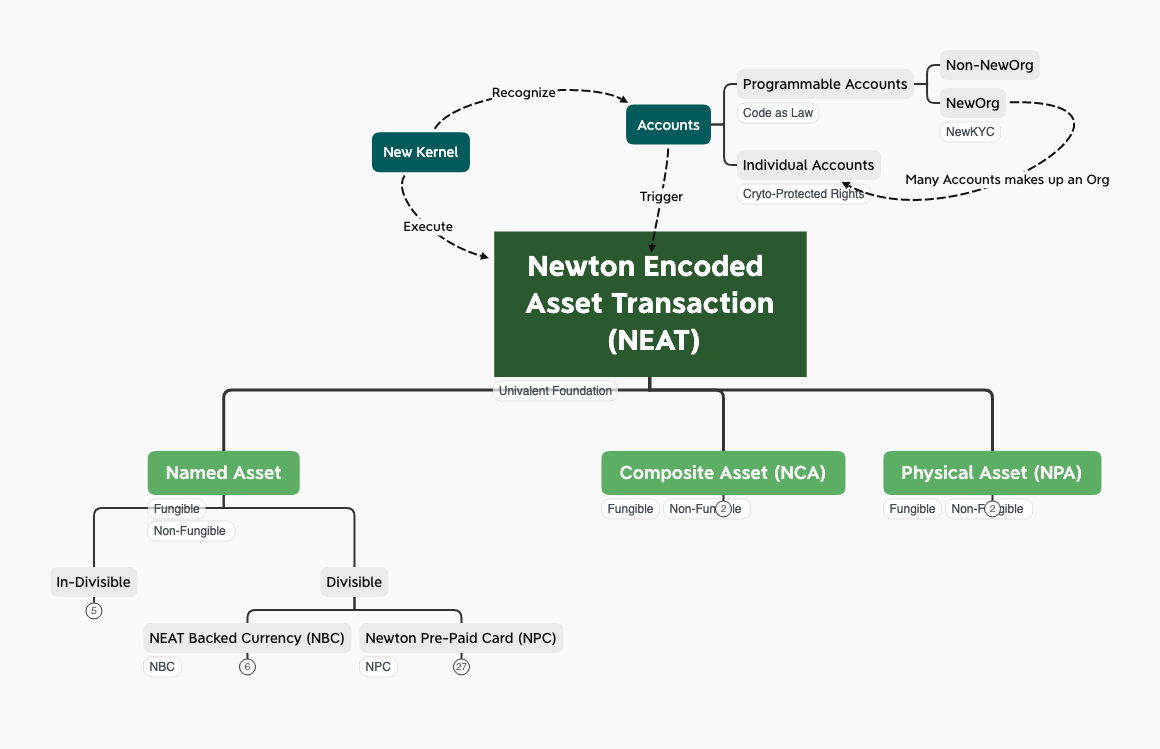 Non-NewOrg
Recognize
Programmable Accounts
NewOrg
Code as Law
Accounts
NewKYC
New Kernel
Individual Accounts
Many Accounts makes up an Org
Cryto-Protected Rights
Trigger
Execute
Newton Encoded
Asset Transaction
(NEAT)
Univalent Foundation
Named Asset
Composite Asset (NCA)
Physical Asset (NPA)
Fungible
Non-Fungible
Fungible
Non-Fungible
2
Fungible
Non-Fungible
2
In-Divisible
5
Divisible
NEAT Backed Currency (NBC)
Newton Pre-Paid Card (NPC)
NBC
6
NPC
27